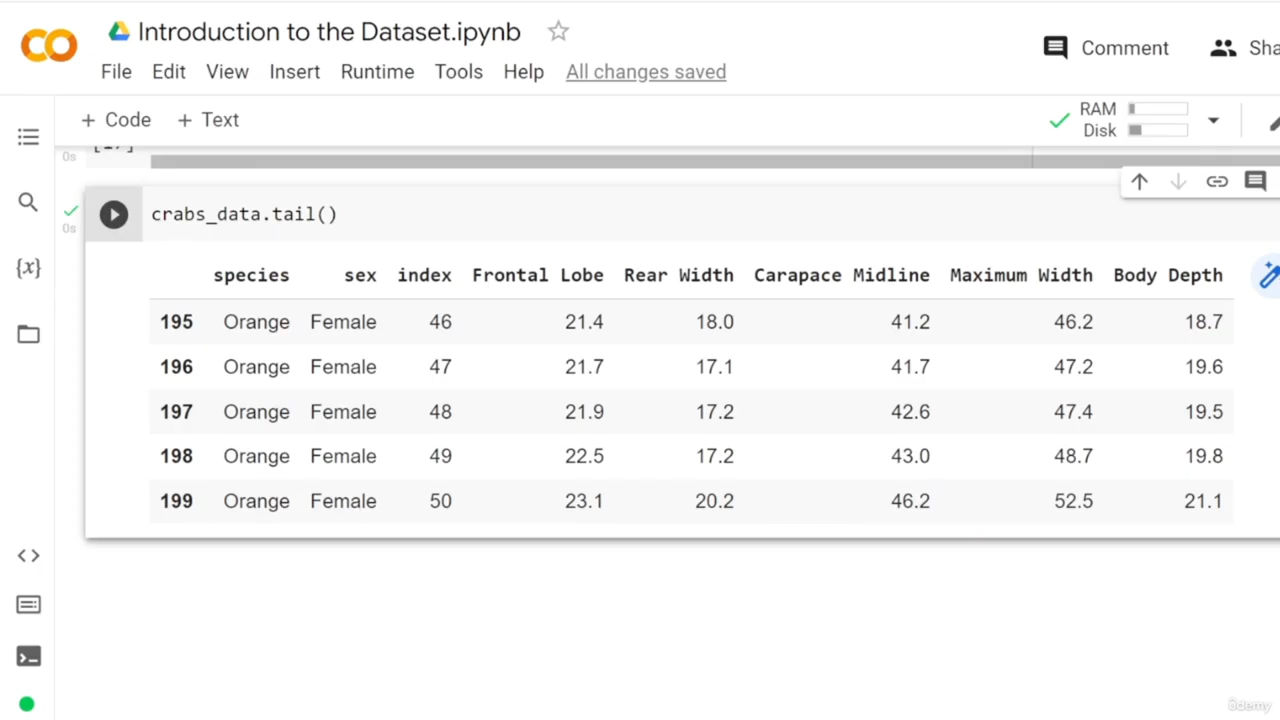 Introduction to the Dataset.ipynb
Comment
File Edit View Insert Runtime Tools Help All changes saved
+ Code + Text
RAM
Disk
0s
crabs_data.tail()
0s
{x}
species sex index Frontal Lobe Rear Width Carapace Midline Maximum Width Body Depth
195 Orange Female 46 21.4 18.0 41.2 46.2 18.7
196 Orange Female 47 21.7 17.1 41.7 47.2 19.6
197 Orange Female 48 21.9 17.2 42.6 47.4 19.5
198 Orange Female 49 22.5 17.2 43.0 48.7 19.8
199 Orange Female 50 23.1 20.2 46.2 52.5 21.1
ûdemy